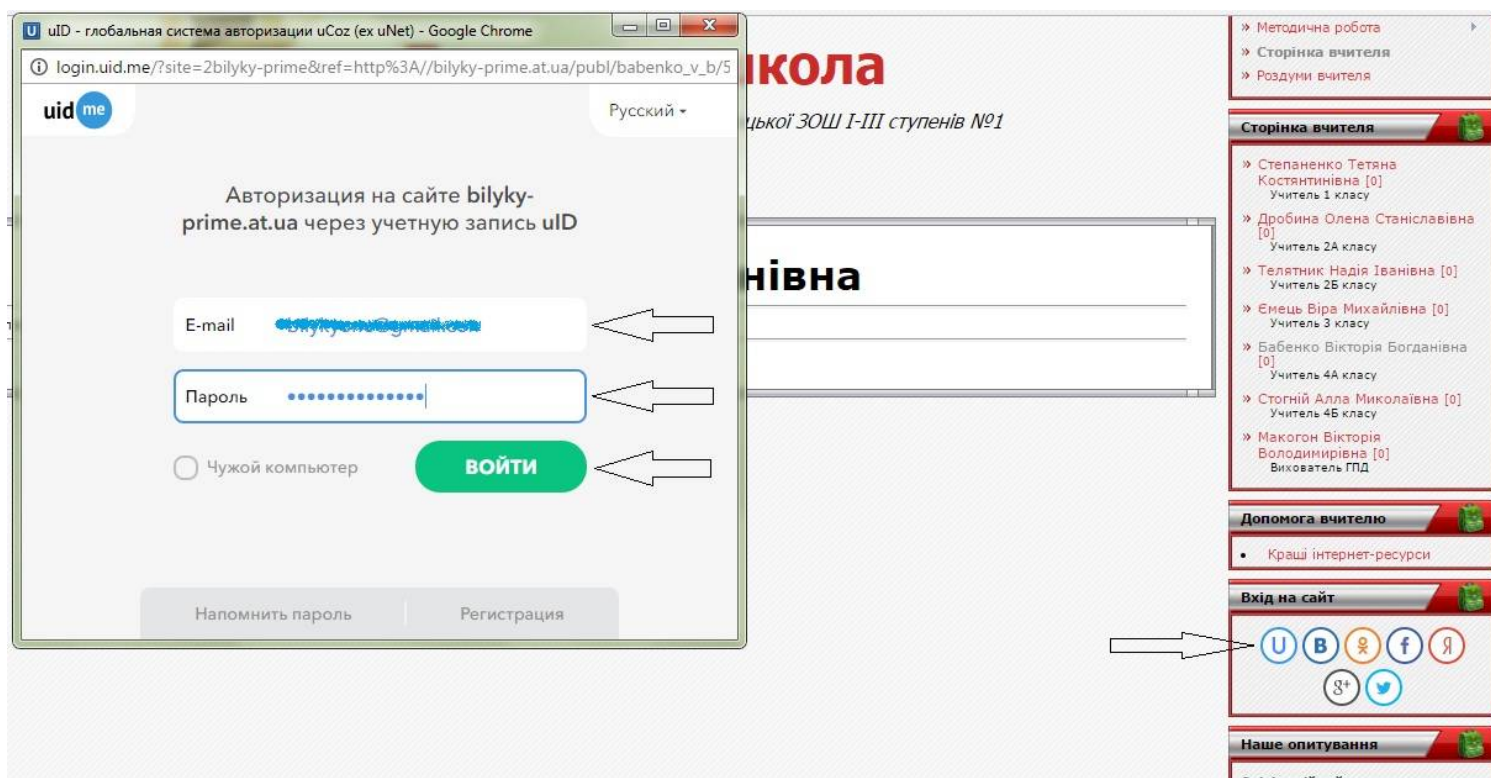 uID - глобальная система авторизации uCoz (ex uNet) - Google Chrome
login.uid.me/?site=2bilyky-prime&ref=http%3A//bilyky-prime.at.ua/publ/babenko_v_b/5
uid me
Русский
Авторизация на сайте bilyky-
prime.at.ua через учетную запись uID
E-mail
Пароль ••••••••••••••
Чужой компьютер
ВОЙТИ
Напомнить пароль
Регистрация
кола
цької ЗОШ І-ІІІ ступенів №1
нівна
» Методична робота
» Сторінка вчителя
» Роздуми вчителя
Сторінка вчителя
» Степаненко Тетяна
Костянтинівна [0]
Учитель 1 класу
» Дробина Олена Станіславівна
[0]
Учитель 2А класу
» Телятник Надія Іванівна [0]
Учитель 2Б класу
» Ємець Віра Михайлівна [0]
Учитель 3 класу
» Бабенко Вікторія Богданівна
[0]
Учитель 4А класу
» Стогній Алла Миколаївна [0]
Учитель 4Б класу
» Макогон Вікторія
Володимирівна [0]
Вихователь ГПД
Допомога вчителю
• Кращі інтернет-ресурси
Вхід на сайт
U В f Я
g+
Наше опитування